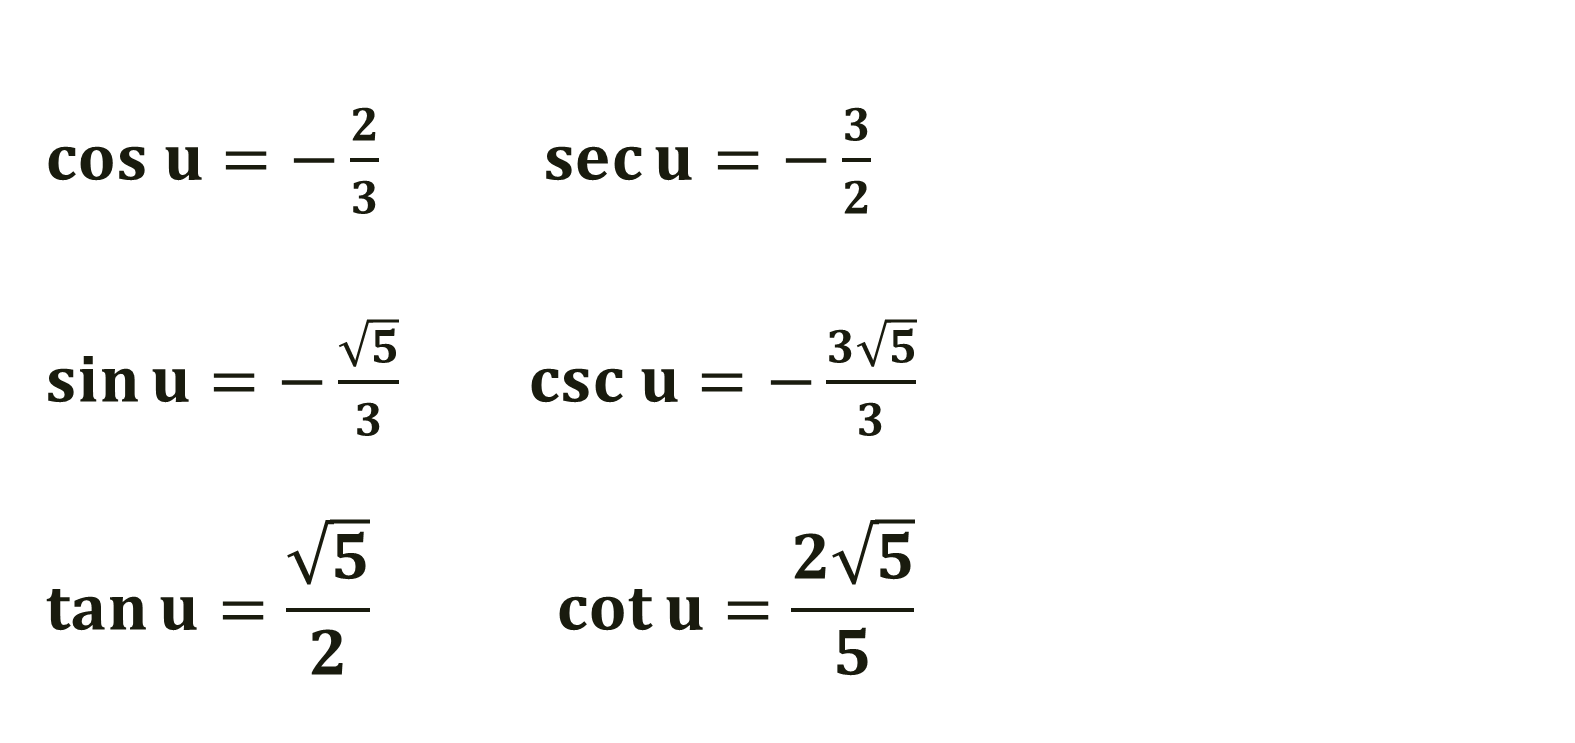 cos u = −2/3 sec u = −3/2
sin u = −√5/3 csc u = −3√5/3
tan u = √5/2 cot u = 2√5/5